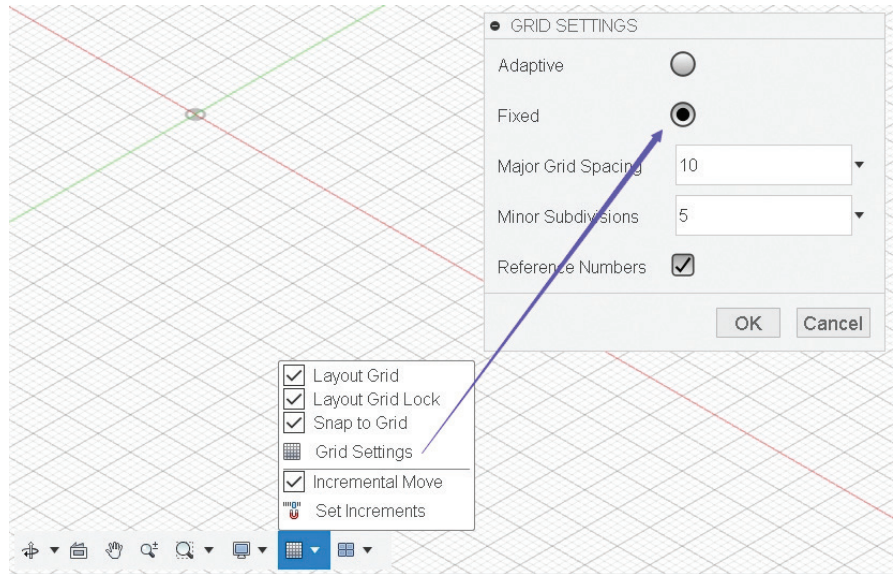 GRID SETTINGS
Adaptive
Fixed
Major Grid Spacing 10
Minor Subdivisions 5
Reference Numbers
OK Cancel
Layout Grid
Layout Grid Lock
Snap to Grid
Grid Settings
Incremental Move
Set Increments